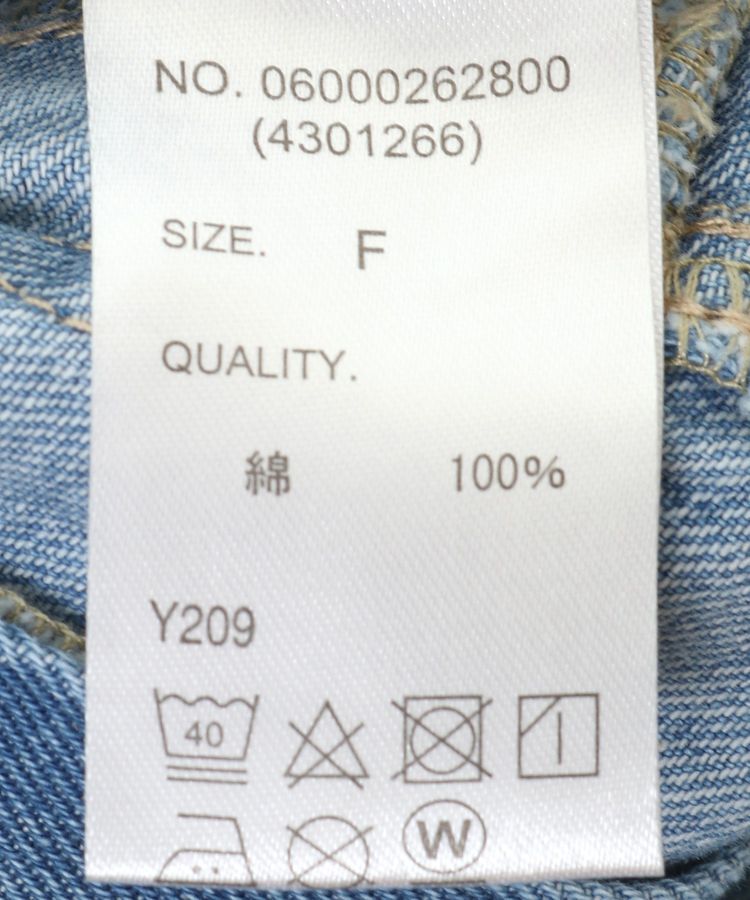 NO. 06000262800
(4301266)
SIZE. F
QUALITY.
綿 100%
Y209
40
W